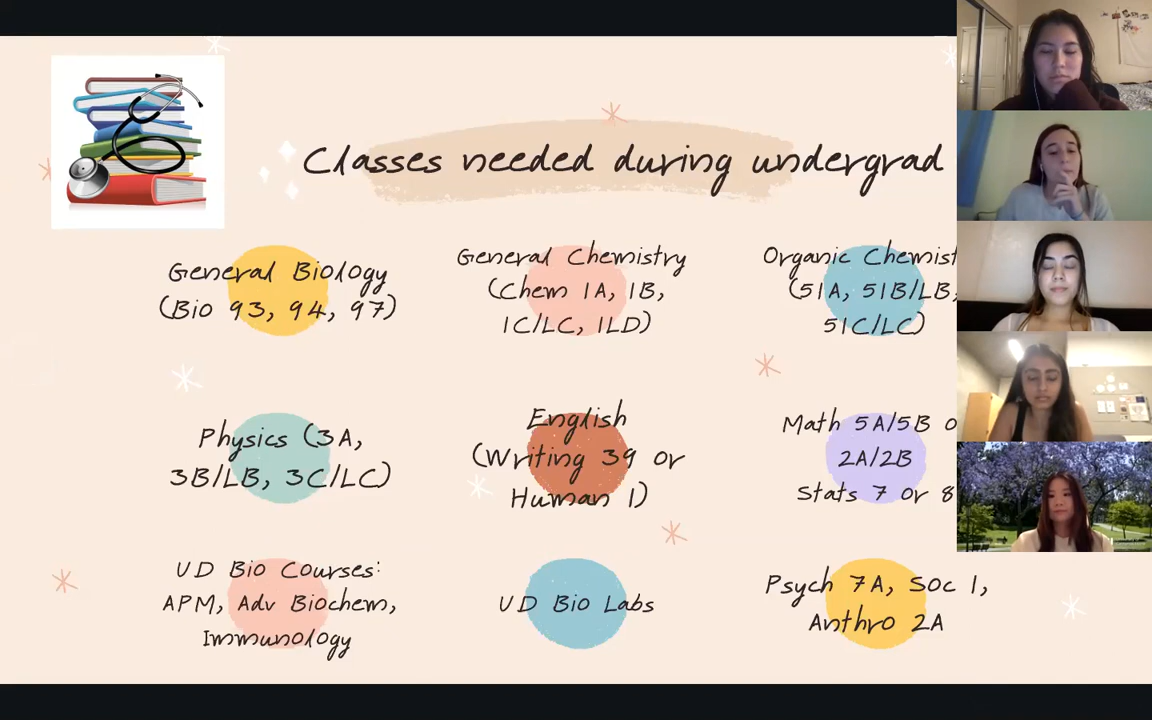 Classes needed during undergrad
General Biology
(Bio 93, 94, 97)
General Chemistry
(Chem 1A, 1B,
1C/LC, 1LD)
Organic Chemist
(51A, 51B/LB,
51C/LC)
Physics (3A,
3B/LB, 3C/LC)
English
(Writing 39 or
Human 1)
Math 5A/5B o
2A/2B
Stats 7 or 8
UD Bio Courses:
APM, Adv Biochem,
Immunology
UD Bio Labs
Psych 7A, Soc 1,
Anthro 2A